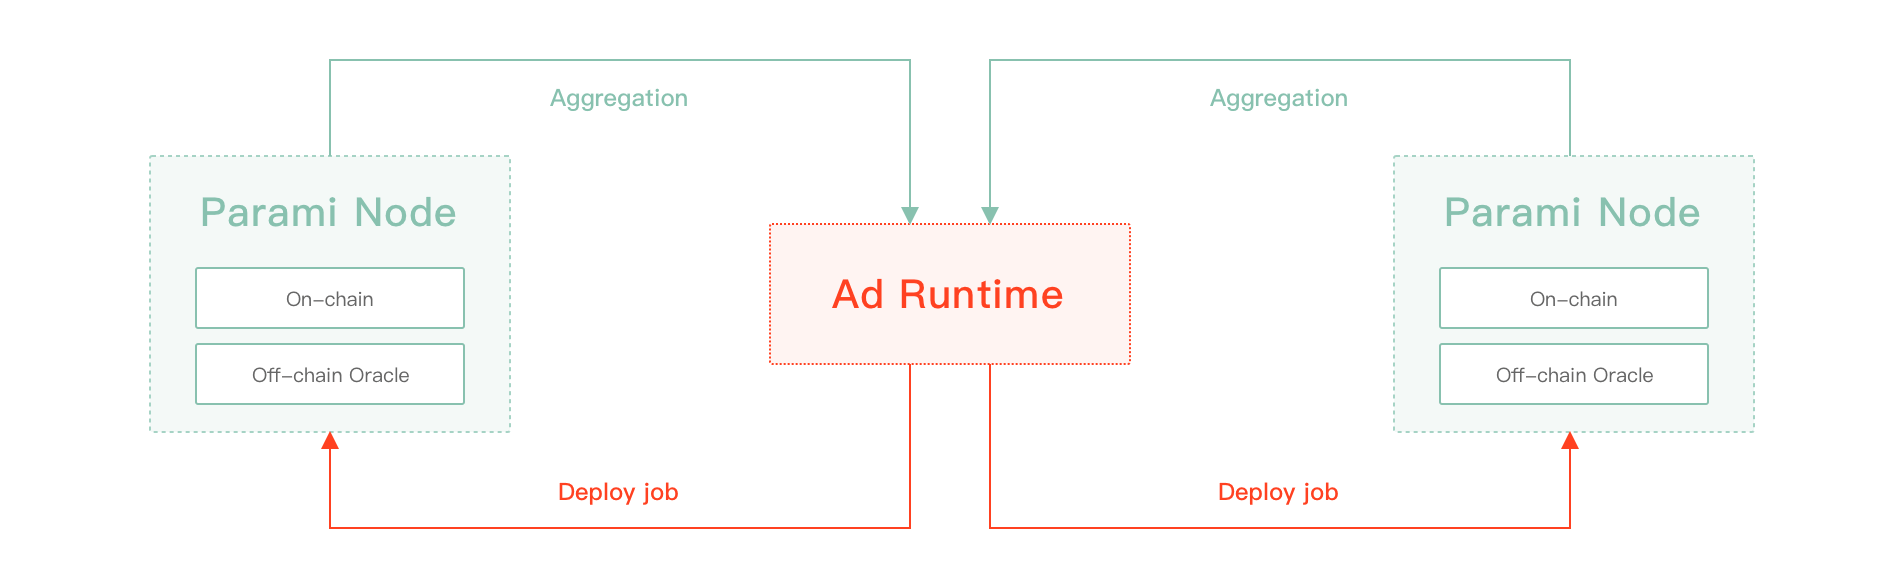 Aggregation
Aggregation
Parami Node
On-chain
Off-chain Oracle
Ad Runtime
Parami Node
On-chain
Off-chain Oracle
Deploy job
Deploy job